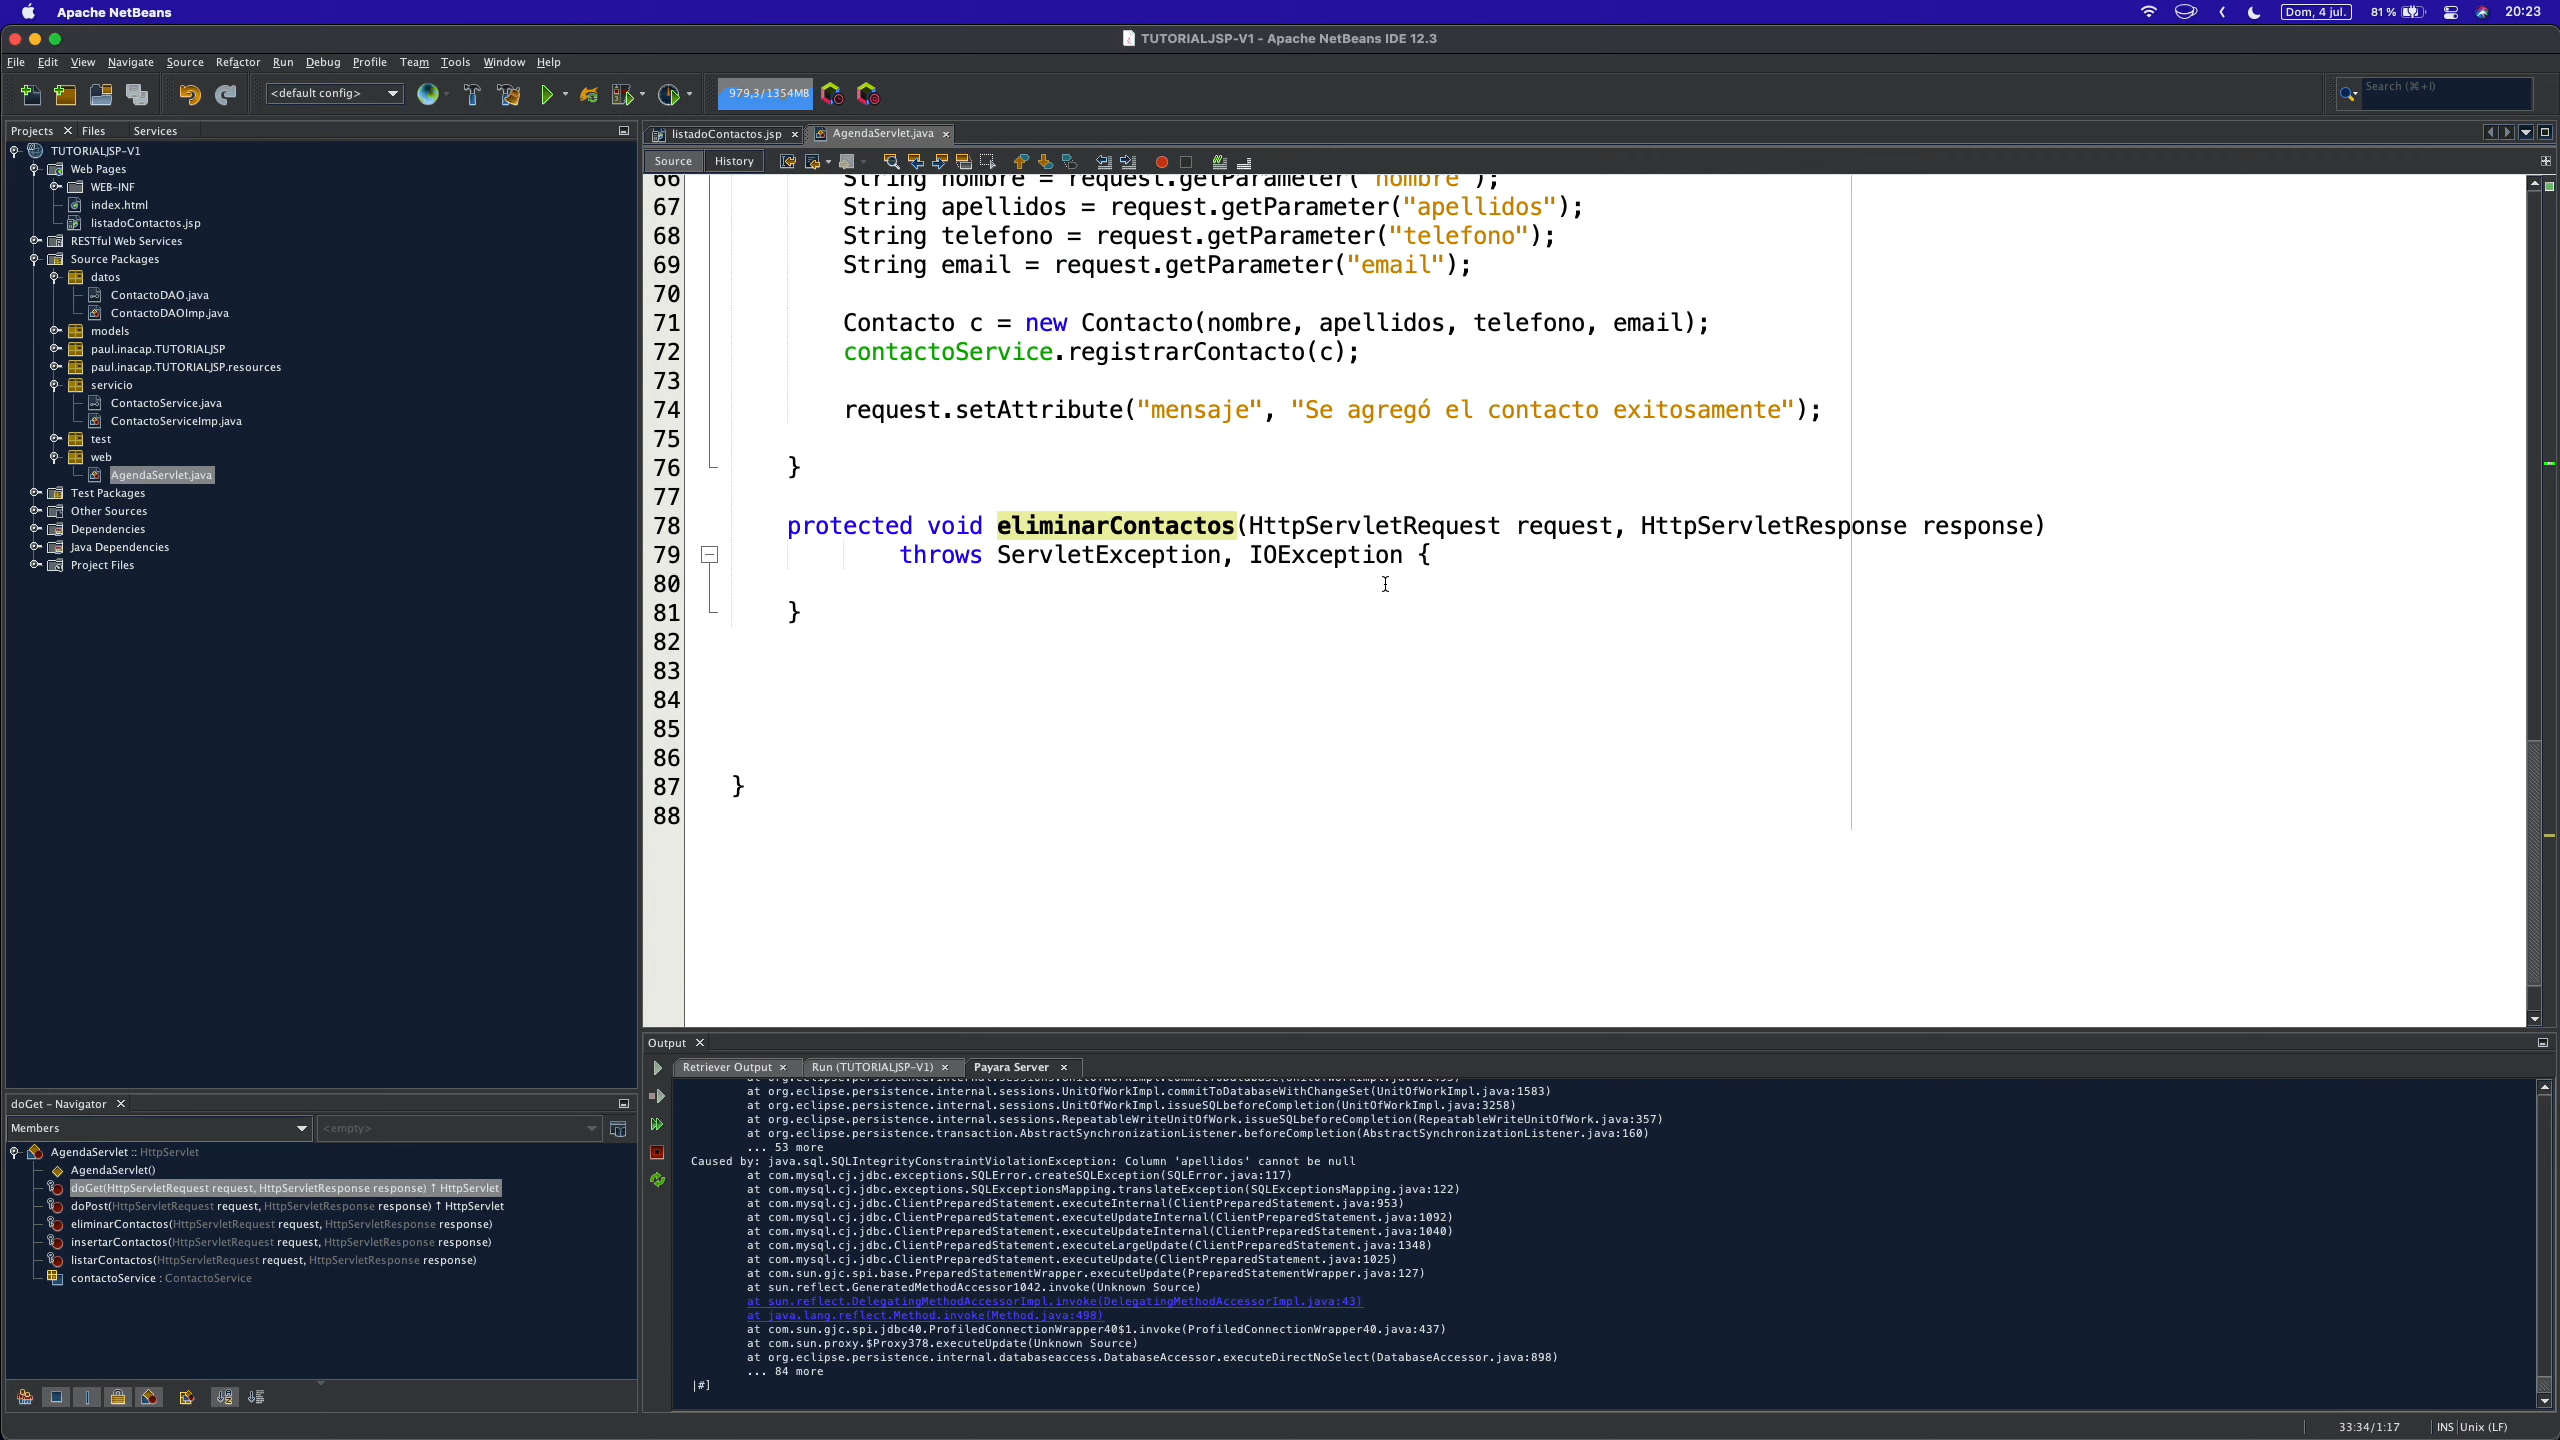 Apache NetBeans
Dom, 4 jul.
81 %
20:23
TUTORIALJSP-V1 - Apache NetBeans IDE 12.3
File Edit View Navigate Source Refactor Run Debug Profile Team Tools Window Help
<default config>
979,3/1354MB
Search (⌘+I)
Projects Files Services
TUTORIALJSP-V1
Web Pages
WEB-INF
index.html
listadoContactos.jsp
RESTful Web Services
Source Packages
datos
ContactoDAO.java
ContactoDAOImp.java
models
paul.inacap.TUTORIALJSP
paul.inacap.TUTORIALJSP.resources
servicio
ContactoService.java
ContactoServiceImp.java
test
web
AgendaServlet.java
Test Packages
Other Sources
Dependencies
Java Dependencies
Project Files
listadoContactos.jsp AgendaServlet.java
Source History
66 String nombre = request.getParameter("nombre");
67 String apellidos = request.getParameter("apellidos");
68 String telefono = request.getParameter("telefono");
69 String email = request.getParameter("email");
70
71 Contacto c = new Contacto(nombre, apellidos, telefono, email);
72 contactoService.registrarContacto(c);
73
74 request.setAttribute("mensaje", "Se agregó el contacto exitosamente");
75
76 }
77
78 protected void eliminarContactos(HttpServletRequest request, HttpServletResponse response)
79 throws ServletException, IOException {
80
81 }
82
83
84
85
86
87 }
88
doGet - Navigator
Members
<empty>
AgendaServlet :: HttpServlet
AgendaServlet()
doGet(HttpServletRequest request, HttpServletResponse response) ↑ HttpServlet
doPost(HttpServletRequest request, HttpServletResponse response) ↑ HttpServlet
eliminarContactos(HttpServletRequest request, HttpServletResponse response)
insertarContactos(HttpServletRequest request, HttpServletResponse response)
listarContactos(HttpServletRequest request, HttpServletResponse response)
contactoService : ContactoService
Output
Retriever Output Run (TUTORIALJSP-V1) Payara Server
at org.eclipse.persistence.internal.sessions.UnitOfWorkImpl.commitToDatabaseWithChangeSet(UnitOfWorkImpl.java:1583)
at org.eclipse.persistence.internal.sessions.UnitOfWorkImpl.issueSQLbeforeCompletion(UnitOfWorkImpl.java:3258)
at org.eclipse.persistence.internal.sessions.RepeatableWriteUnitOfWork.issueSQLbeforeCompletion(RepeatableWriteUnitOfWork.java:357)
at org.eclipse.persistence.transaction.AbstractSynchronizationListener.beforeCompletion(AbstractSynchronizationListener.java:160)
... 53 more
Caused by: java.sql.SQLIntegrityConstraintViolationException: Column 'apellidos' cannot be null
at com.mysql.cj.jdbc.exceptions.SQLError.createSQLException(SQLError.java:117)
at com.mysql.cj.jdbc.exceptions.SQLExceptionsMapping.translateException(SQLExceptionsMapping.java:122)
at com.mysql.cj.jdbc.ClientPreparedStatement.executeInternal(ClientPreparedStatement.java:953)
at com.mysql.cj.jdbc.ClientPreparedStatement.executeUpdateInternal(ClientPreparedStatement.java:1092)
at com.mysql.cj.jdbc.ClientPreparedStatement.executeUpdateInternal(ClientPreparedStatement.java:1040)
at com.mysql.cj.jdbc.ClientPreparedStatement.executeLargeUpdate(ClientPreparedStatement.java:1348)
at com.mysql.cj.jdbc.ClientPreparedStatement.executeUpdate(ClientPreparedStatement.java:1025)
at com.sun.gjc.spi.base.PreparedStatementWrapper.executeUpdate(PreparedStatementWrapper.java:127)
at sun.reflect.GeneratedMethodAccessor1042.invoke(Unknown Source)
at sun.reflect.DelegatingMethodAccessorImpl.invoke(DelegatingMethodAccessorImpl.java:43)
at java.lang.reflect.Method.invoke(Method.java:498)
at com.sun.gjc.spi.jdbc40.ProfiledConnectionWrapper40$1.invoke(ProfiledConnectionWrapper40.java:437)
at com.sun.proxy.$Proxy378.executeUpdate(Unknown Source)
at org.eclipse.persistence.internal.databaseaccess.DatabaseAccessor.executeDirectNoSelect(DatabaseAccessor.java:898)
... 84 more
|#]
33:34/1:17
INS
Unix (LF)